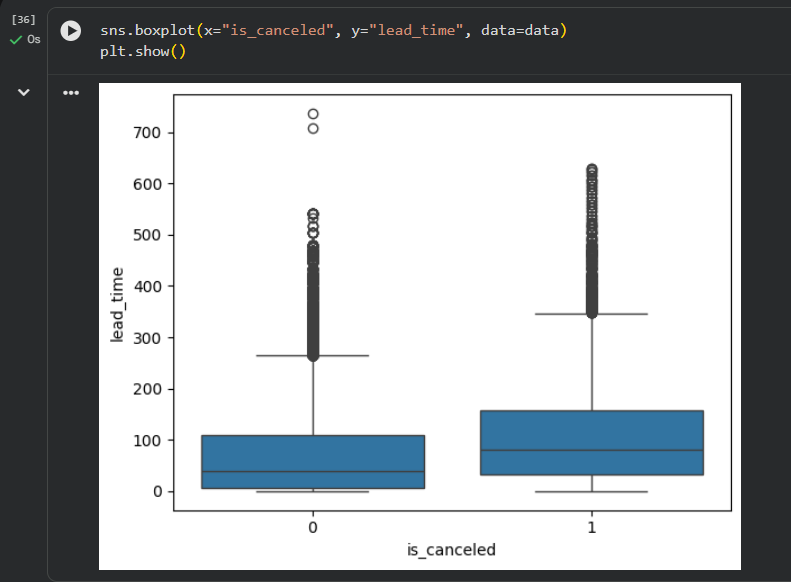 [36]
0s
sns.boxplot(x="is_canceled", y="lead_time", data=data)
plt.show()
700
600
500
400
300
200
100
0
lead_time
0 1
is_canceled